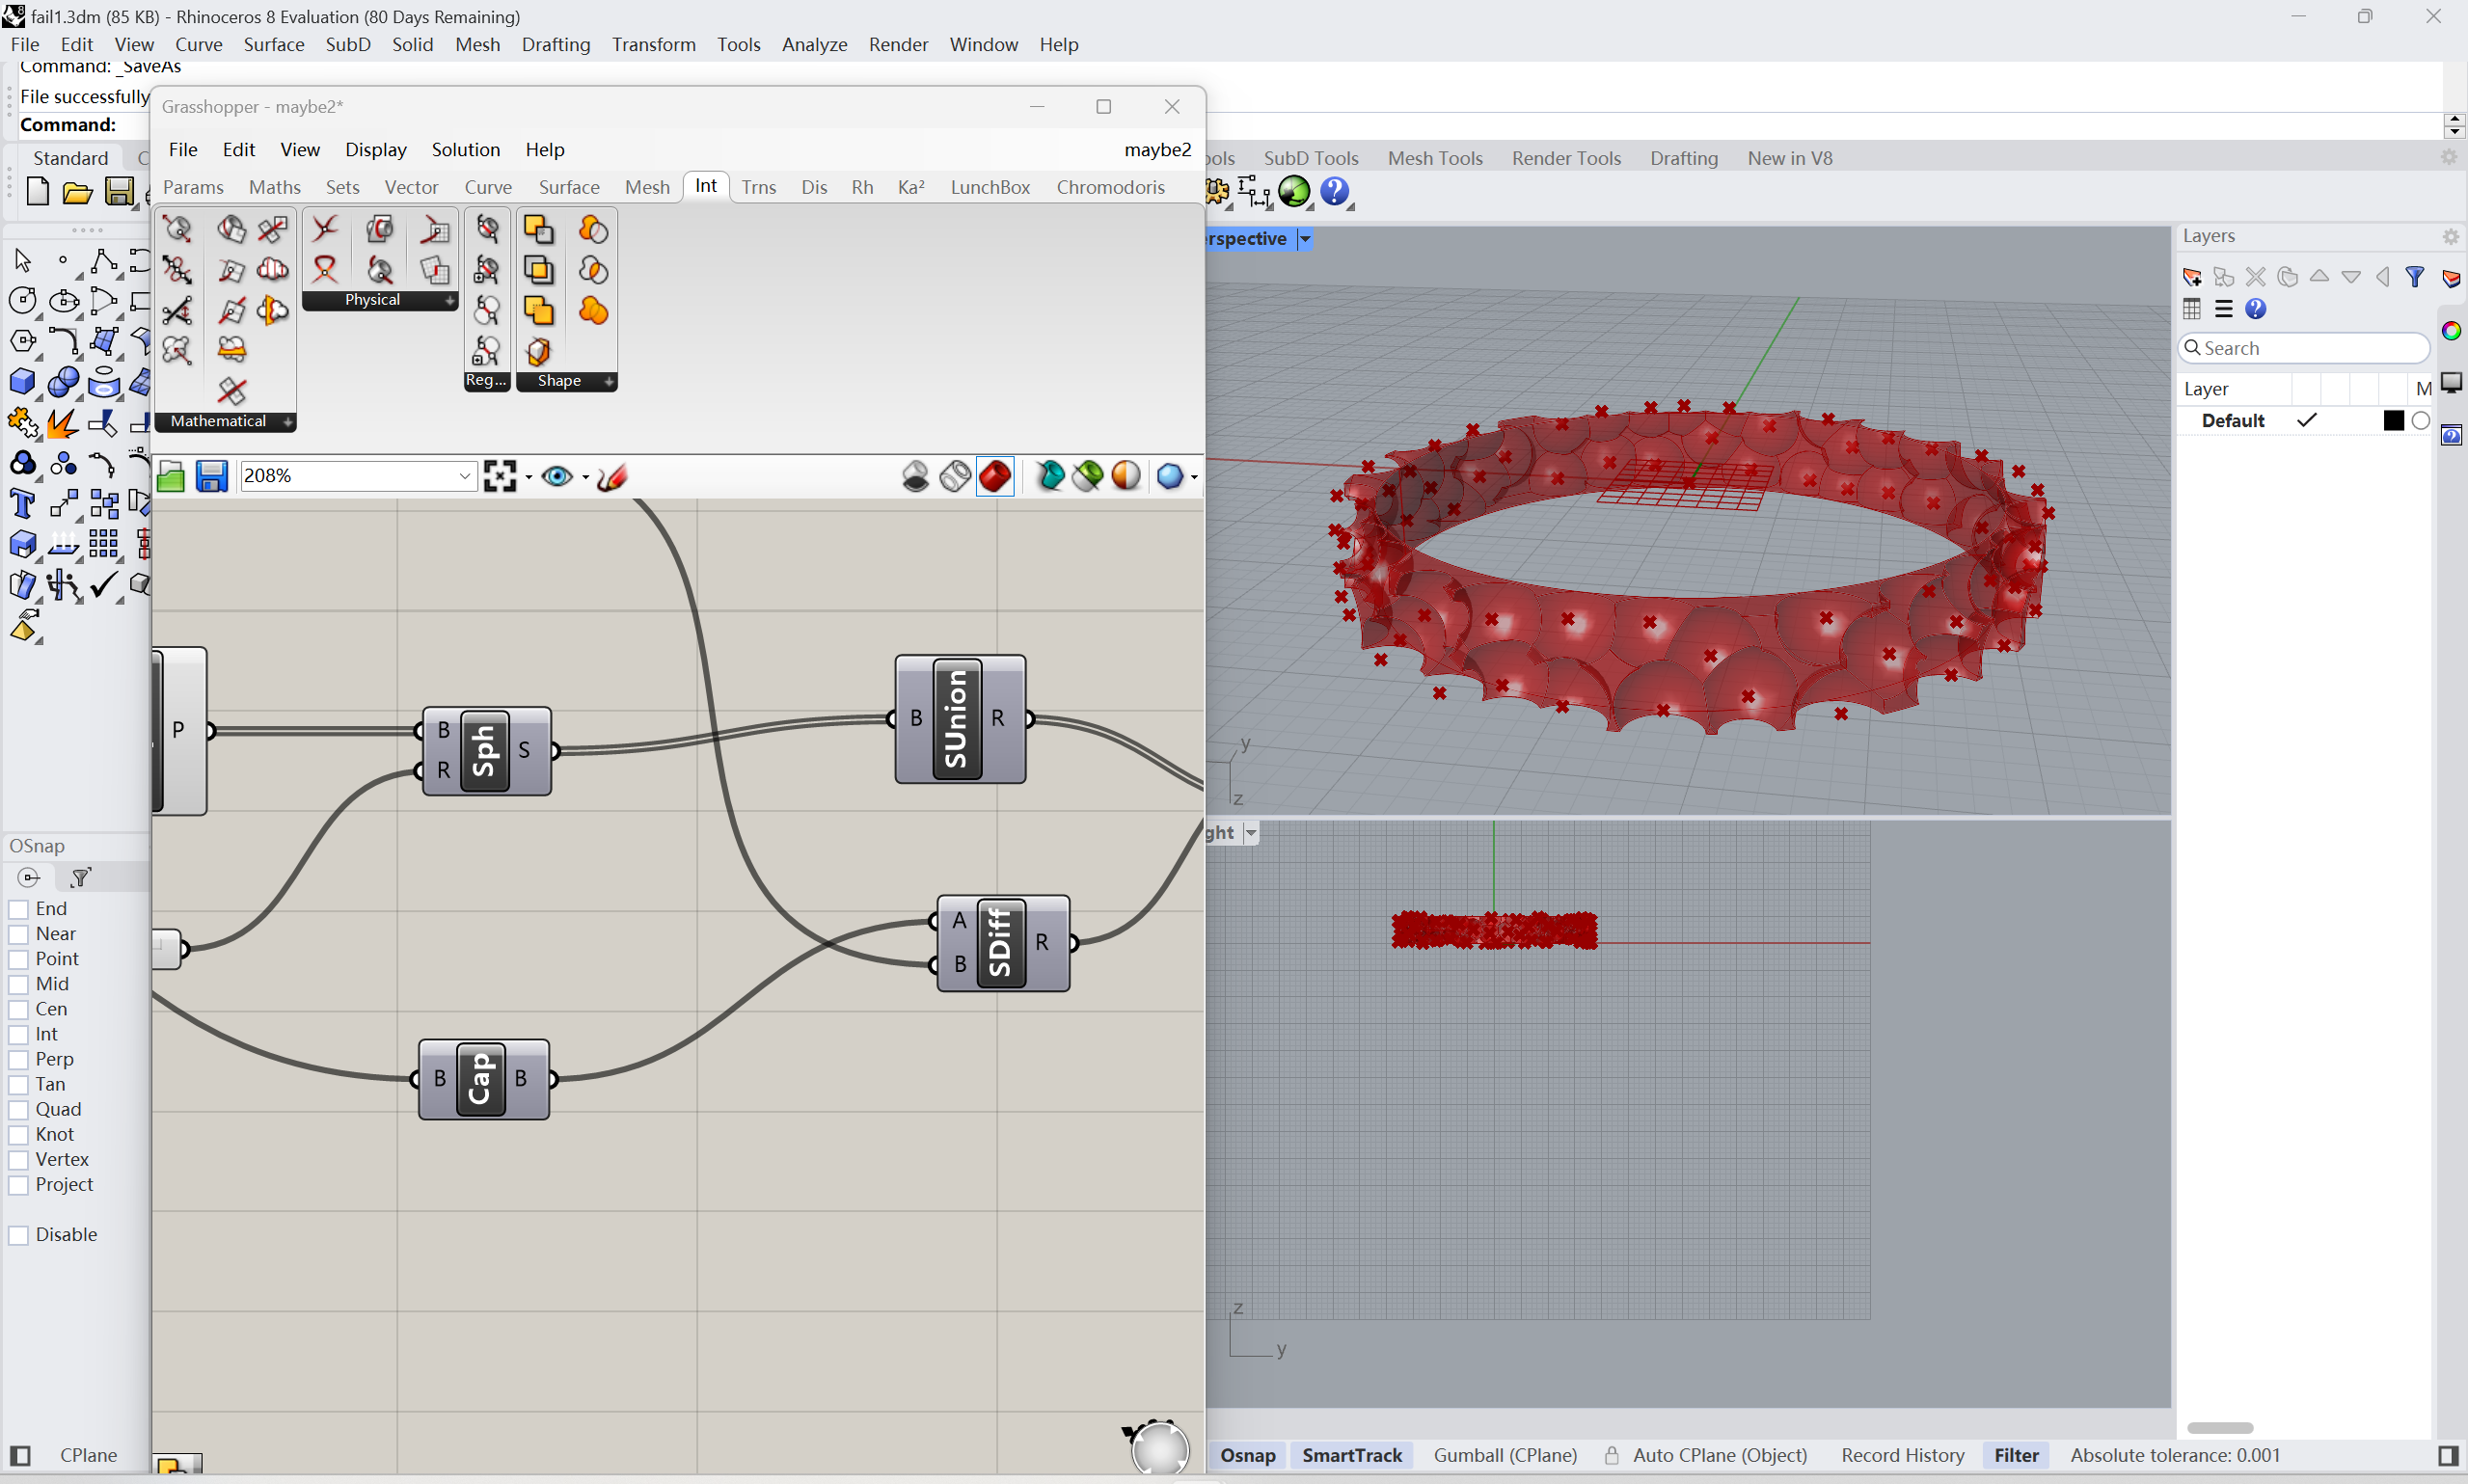 fail1.3dm (85 KB) - Rhinoceros 8 Evaluation (80 Days Remaining)
File Edit View Curve Surface SubD Solid Mesh Drafting Transform Tools Analyze Render Window Help
Command: _SaveAs
File successfully
Command:
Grasshopper - maybe2*
File Edit View Display Solution Help maybe2
Standard
SubD Tools Mesh Tools Render Tools Drafting New in V8
Params Maths Sets Vector Curve Surface Mesh Int Trns Dis Rh Ka² LunchBox Chromodoris
Physical
Reg...
Shape
Mathematical
208%
Layers
Search
Layer M
Default
P
B Sph S
R
B SUnion R
A SDiff R
B
B Cap B
y
z
z
y
OSnap
End
Near
Point
Mid
Cen
Int
Perp
Tan
Quad
Knot
Vertex
Project
Disable
CPlane
Osnap SmartTrack Gumball (CPlane) Auto CPlane (Object) Record History Filter Absolute tolerance: 0.001